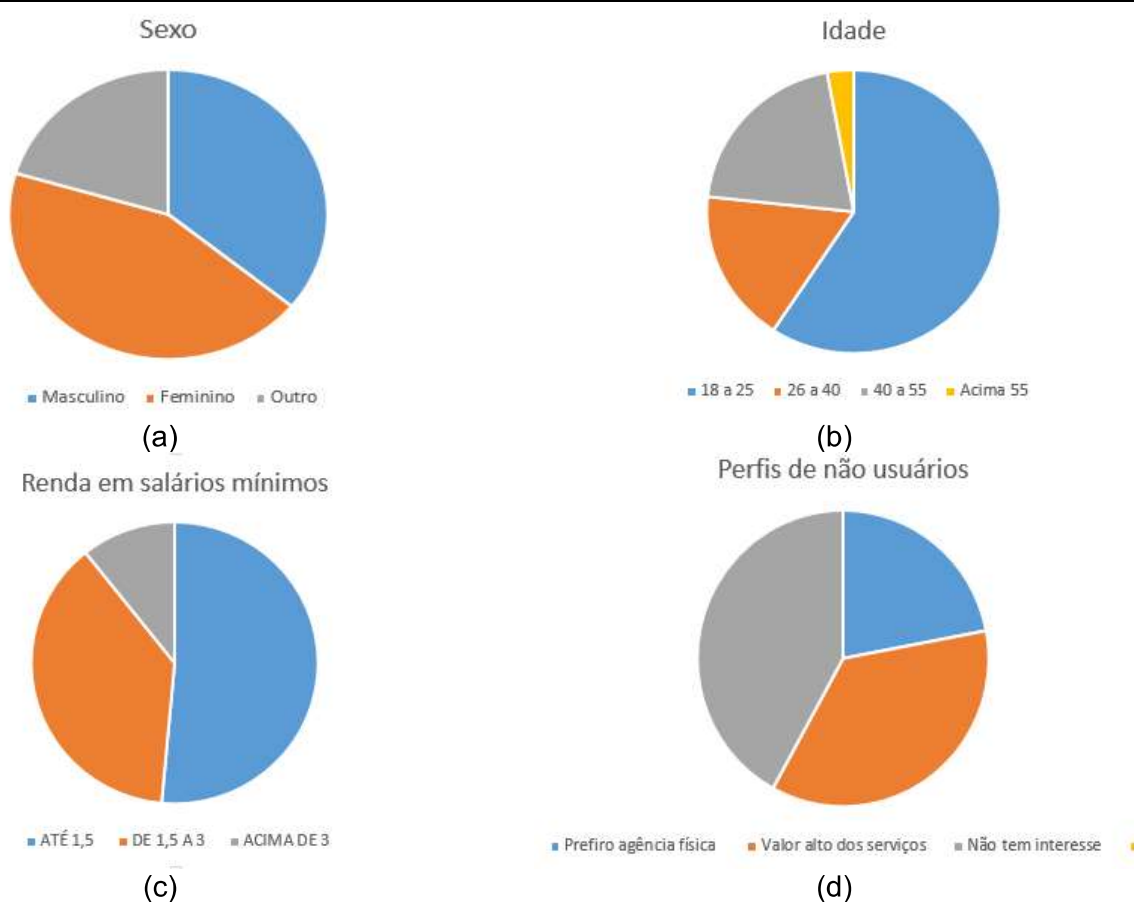 Sexo
Idade
Masculino Feminino Outro
18 a 25 26 a 40 40 a 55 Acima 55
(a)
(b)
Renda em salários mínimos
Perfis de não usuários
ATÉ 1,5 DE 1,5 A 3 ACIMA DE 3
Prefiro agência física Valor alto dos serviços Não tem interesse
(c)
(d)